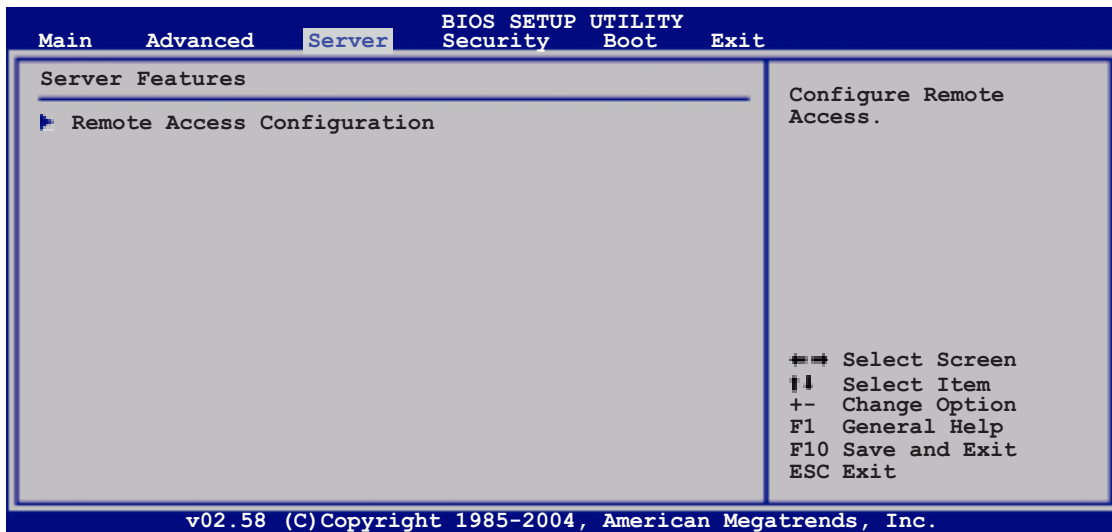 BIOS SETUP UTILITY
Main Advanced Server Security Boot Exit
Server Features
Remote Access Configuration
Configure Remote
Access.
Select Screen
Select Item
+- Change Option
F1 General Help
F10 Save and Exit
ESC Exit
v02.58 (C)Copyright 1985-2004, American Megatrends, Inc.